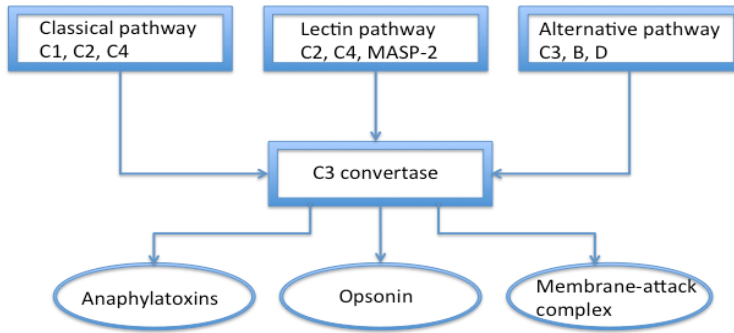 Classical pathway
C1, C2, C4
Lectin pathway
C2, C4, MASP-2
Alternative pathway
C3, B, D
C3 convertase
Anaphylatoxins
Opsonin
Membrane-attack
complex